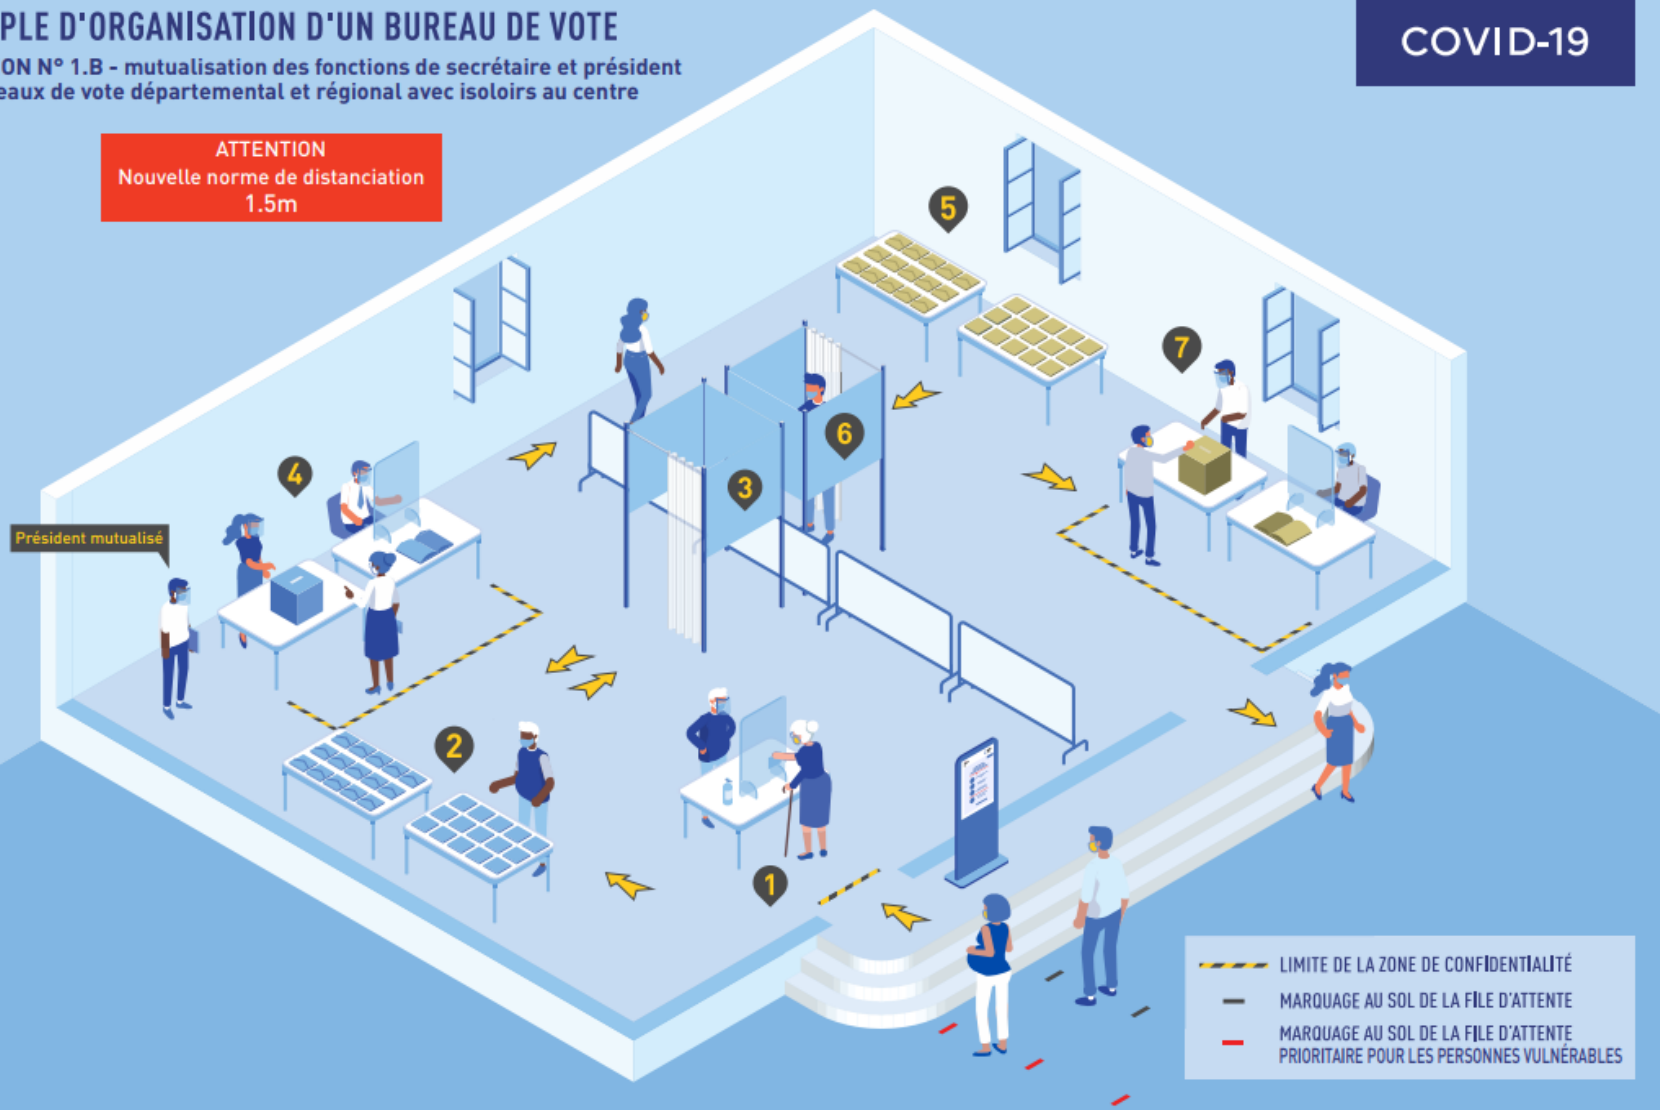 PLE D'ORGANISATION D'UN BUREAU DE VOTE
ON N° 1.B - mutualisation des fonctions de secrétaire et président
eaux de vote départemental et régional avec isoloirs au centre
COVID-19
ATTENTION
Nouvelle norme de distanciation
1.5m
5
7
6
3
4
Président mutualisé
2
1
LIMITE DE LA ZONE DE CONFIDENTIALITÉ
MARQUAGE AU SOL DE LA FILE D'ATTENTE
MARQUAGE AU SOL DE LA FILE D'ATTENTE
PRIORITAIRE POUR LES PERSONNES VULNÉRABLES